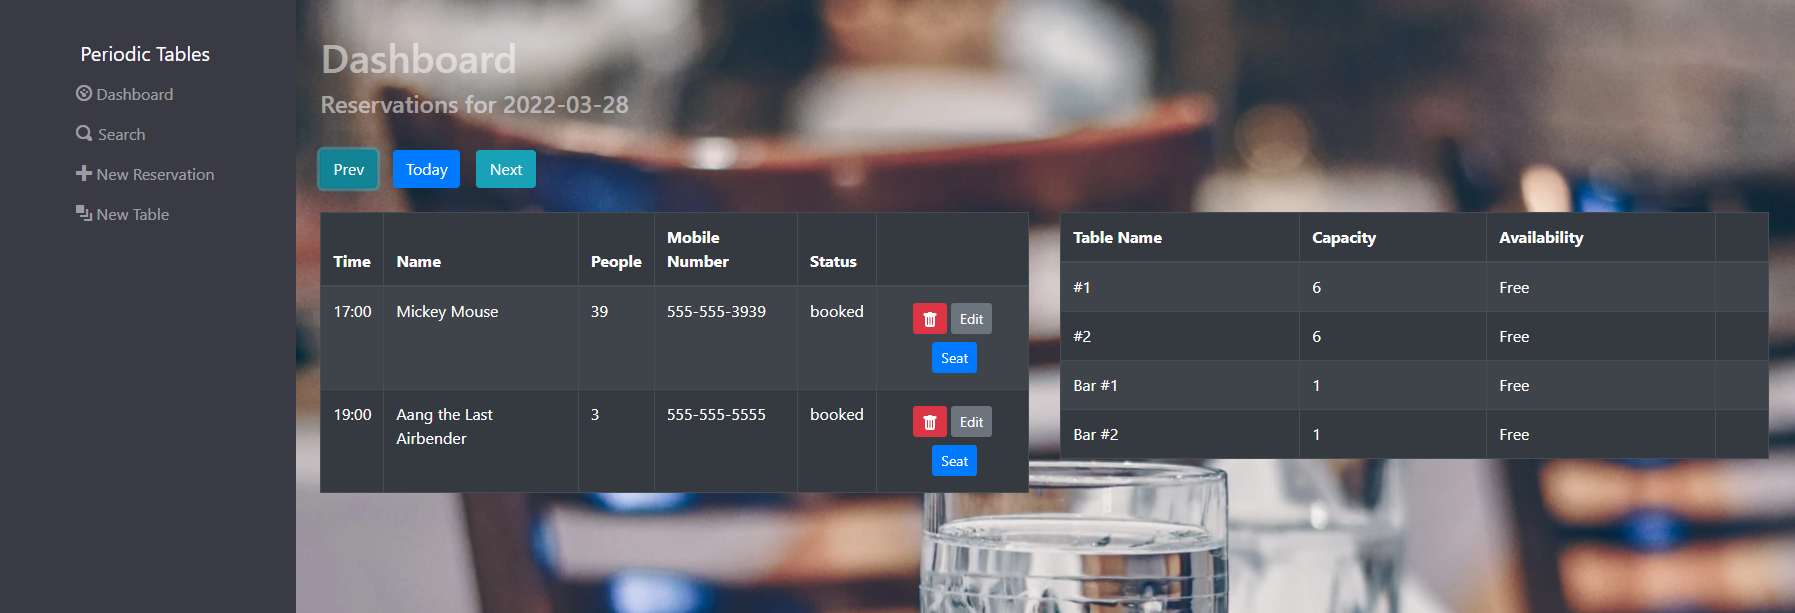 Periodic Tables
Dashboard
Search
New Reservation
New Table
Dashboard
Reservations for 2022-03-28
Prev Today Next
Time Name People Mobile Number Status
17:00 Mickey Mouse 39 555-555-3939 booked Edit
Seat
19:00 Aang the Last Airbender 3 555-555-5555 booked Edit
Seat
Table Name Capacity Availability
#1 6 Free
#2 6 Free
Bar #1 1 Free
Bar #2 1 Free